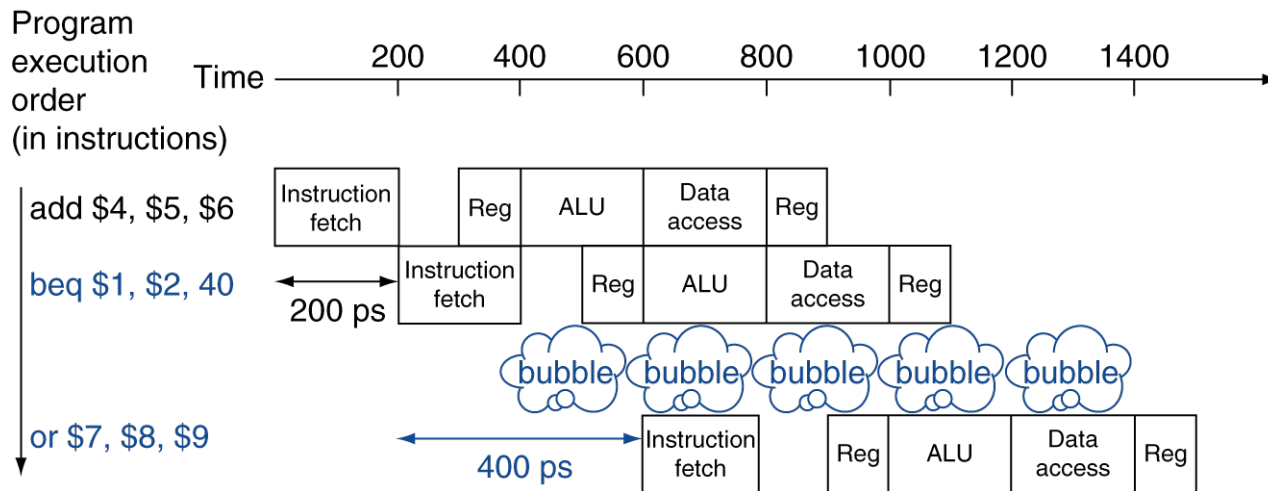 Program
execution
order
(in instructions)
Time
200 400 600 800 1000 1200 1400
add $4, $5, $6
Instruction
fetch
Reg
ALU
Data
access
Reg
beq $1, $2, 40
200 ps
Instruction
fetch
Reg
ALU
Data
access
Reg
bubble bubble bubble bubble bubble
or $7, $8, $9
400 ps
Instruction
fetch
Reg
ALU
Data
access
Reg